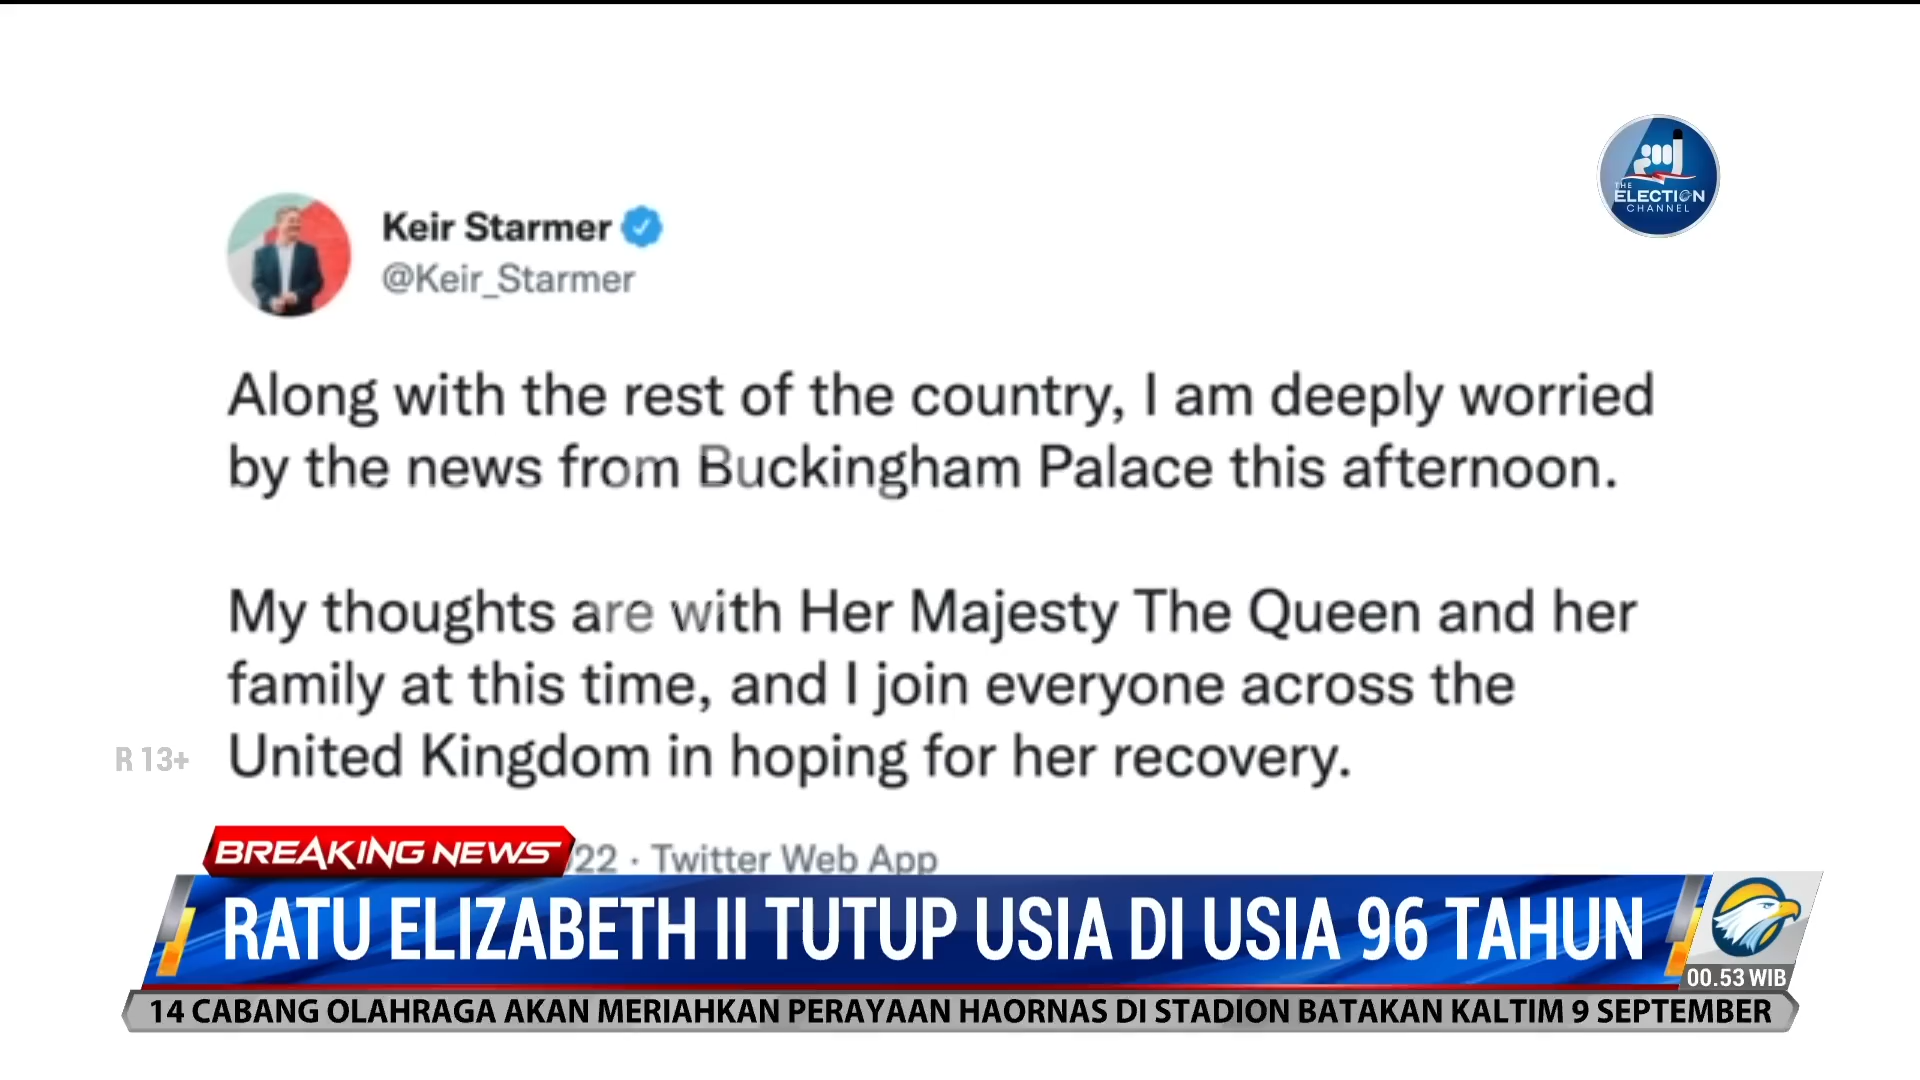 THE
ELECTION
CHANNEL
Keir Starmer
@Keir_Starmer
Along with the rest of the country, I am deeply worried
by the news from Buckingham Palace this afternoon.
My thoughts are with Her Majesty The Queen and her
family at this time, and I join everyone across the
United Kingdom in hoping for her recovery.
R 13+
22 · Twitter Web App
BREAKING NEWS
RATU ELIZABETH II TUTUP USIA DI USIA 96 TAHUN
00.53 WIB
14 CABANG OLAHRAGA AKAN MERIAHKAN PERAYAAN HAORNAS DI STADION BATAKAN KALTIM 9 SEPTEMBER